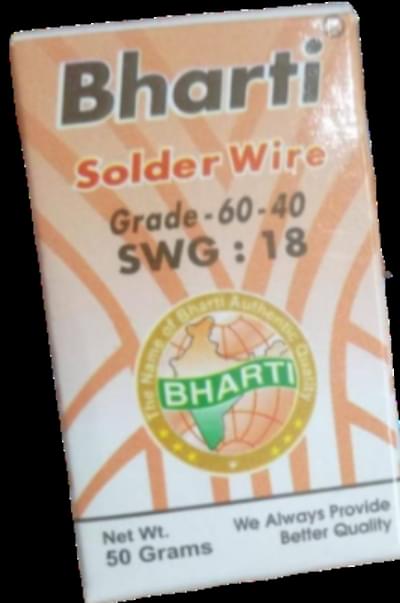 Bharti®
Solder Wire
Grade-60-40
SWG : 18
The Name of Bharti Authentic Quality
BHARTI
Net Wt.
50 Grams
We Always Provide
Better Quality